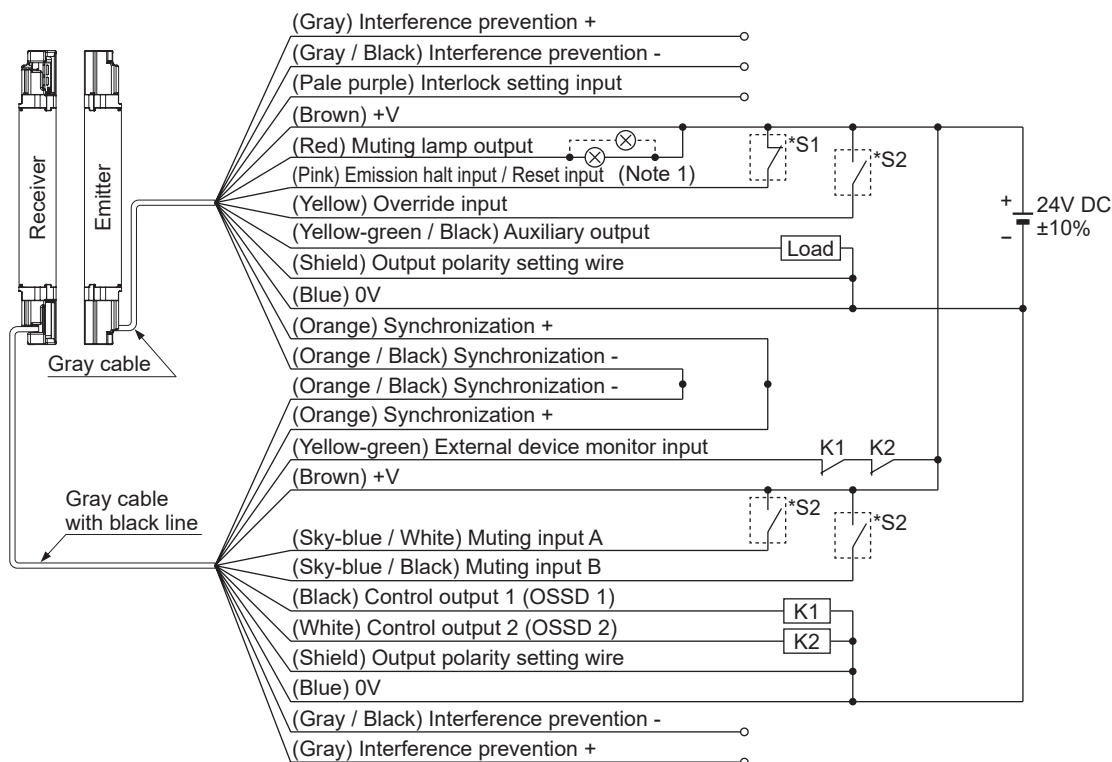 (Gray) Interference prevention +
(Gray / Black) Interference prevention -
(Pale purple) Interlock setting input
(Brown) +V
(Red) Muting lamp output
*S1
*S2
(Pink) Emission halt input / Reset input (Note 1)
(Yellow) Override input
+ 24V DC
− ±10%
(Yellow-green / Black) Auxiliary output
Load
(Shield) Output polarity setting wire
(Blue) 0V
(Orange) Synchronization +
(Orange / Black) Synchronization -
Receiver
Emitter
Gray cable
(Orange / Black) Synchronization -
(Orange) Synchronization +
(Yellow-green) External device monitor input
K1 K2
(Brown) +V
Gray cable
with black line
*S2
*S2
(Sky-blue / White) Muting input A
(Sky-blue / Black) Muting input B
(Black) Control output 1 (OSSD 1)
K1
(White) Control output 2 (OSSD 2)
K2
(Shield) Output polarity setting wire
(Blue) 0V
(Gray / Black) Interference prevention -
(Gray) Interference prevention +